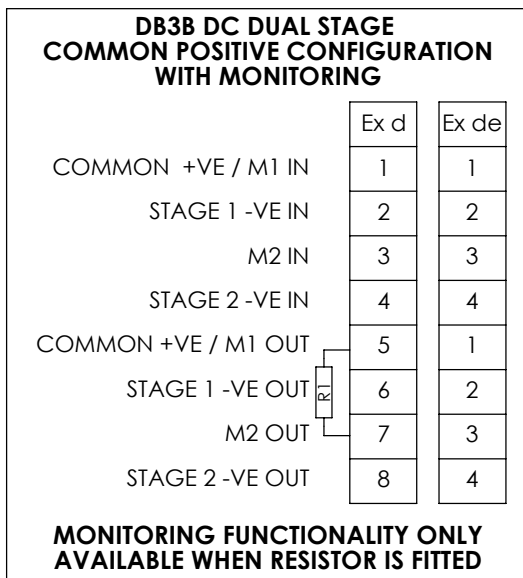 DB3B DC DUAL STAGE
COMMON POSITIVE CONFIGURATION
WITH MONITORING
Ex d Ex de
COMMON +VE / M1 IN 1 1
STAGE 1 -VE IN 2 2
M2 IN 3 3
STAGE 2 -VE IN 4 4
COMMON +VE / M1 OUT 5 1
STAGE 1 -VE OUT R1 6 2
M2 OUT 7 3
STAGE 2 -VE OUT 8 4
MONITORING FUNCTIONALITY ONLY
AVAILABLE WHEN RESISTOR IS FITTED